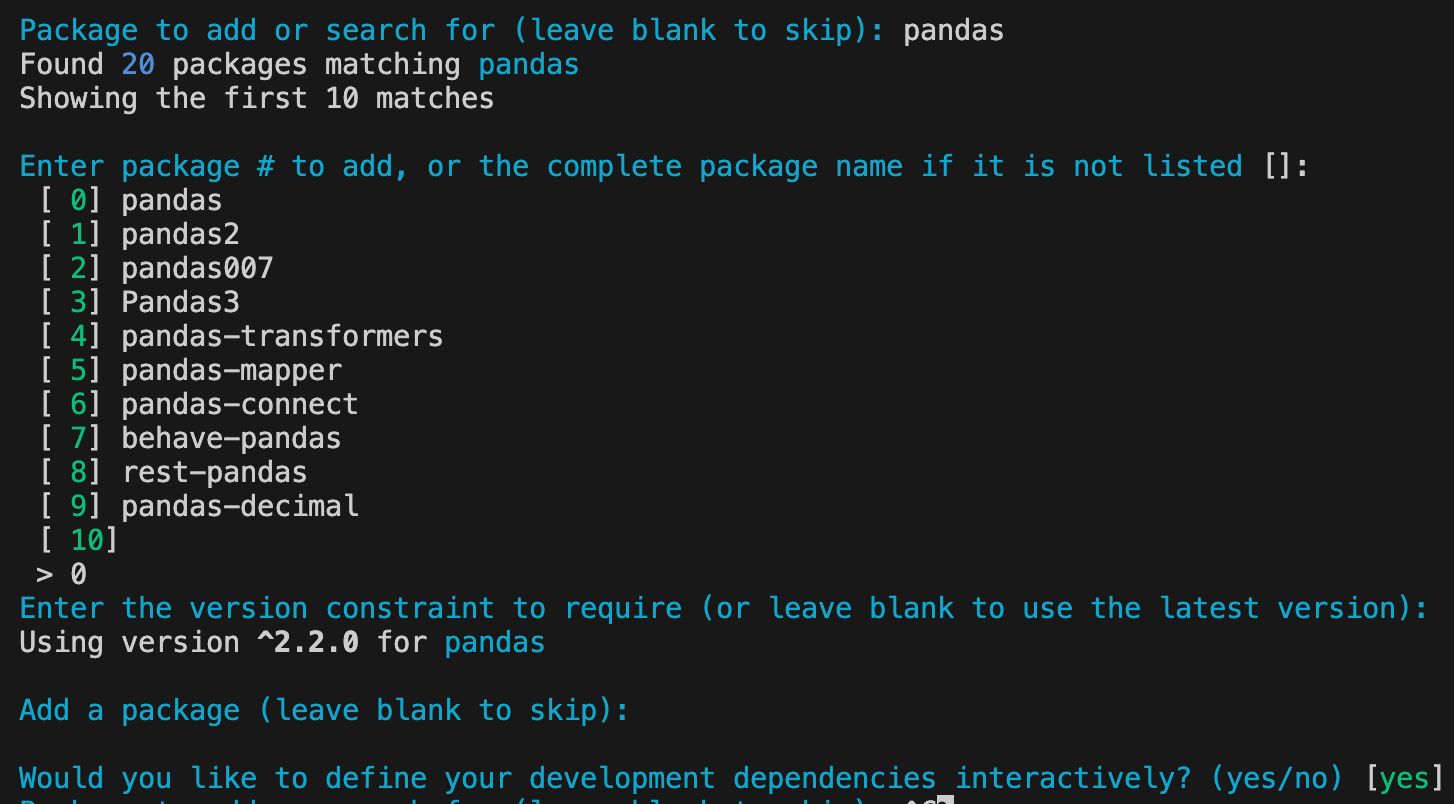 Package to add or search for (leave blank to skip): pandas
Found 20 packages matching pandas
Showing the first 10 matches
Enter package # to add, or the complete package name if it is not listed []:
[ 0] pandas
[ 1] pandas2
[ 2] pandas007
[ 3] Pandas3
[ 4] pandas-transformers
[ 5] pandas-mapper
[ 6] pandas-connect
[ 7] behave-pandas
[ 8] rest-pandas
[ 9] pandas-decimal
[ 10]
> 0
Enter the version constraint to require (or leave blank to use the latest version):
Using version ^2.2.0 for pandas
Add a package (leave blank to skip):
Would you like to define your development dependencies interactively? (yes/no) [yes]